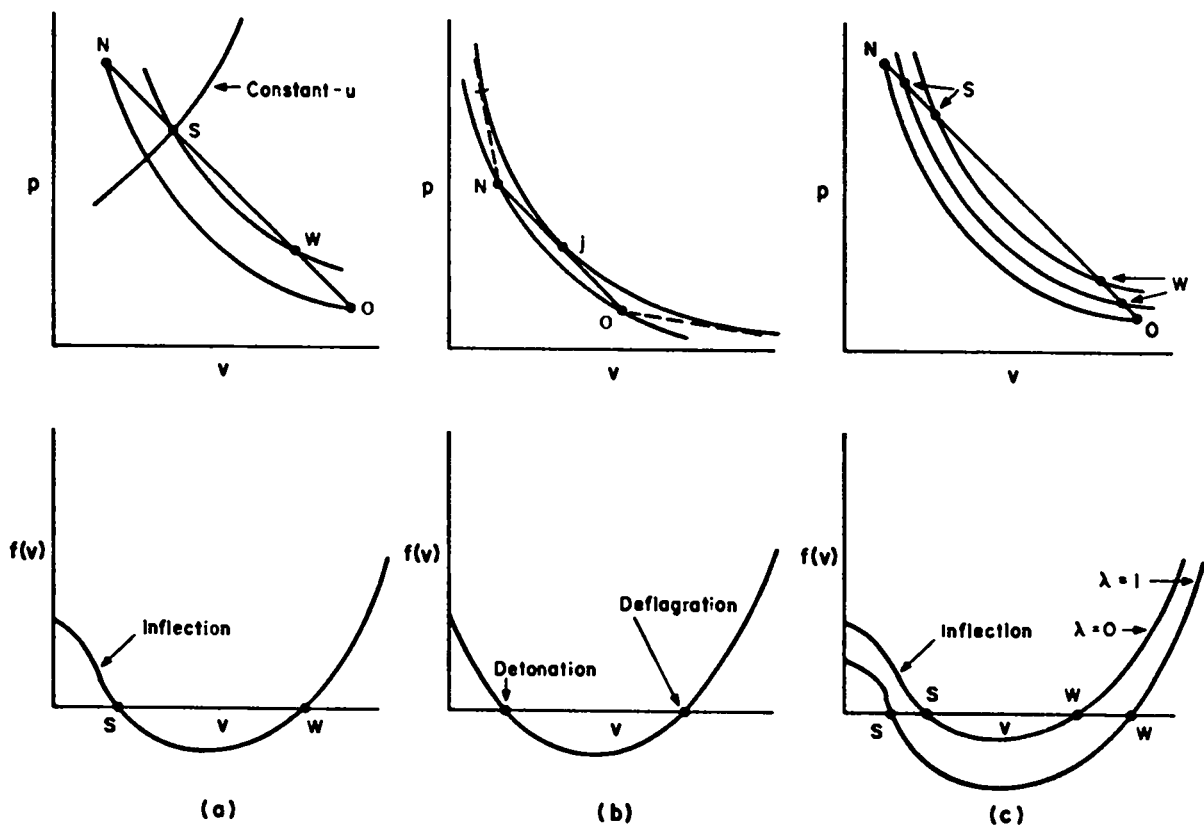 N
Constant-u
S
p
W
O
v
N
p
j
O
v
N
S
p
W
O
v
f(v)
Inflection
S
v
W
(a)
f(v)
Deflagration
Detonation
v
(b)
f(v)
λ = 1
λ = 0
Inflection
S
W
S
v
W
(c)